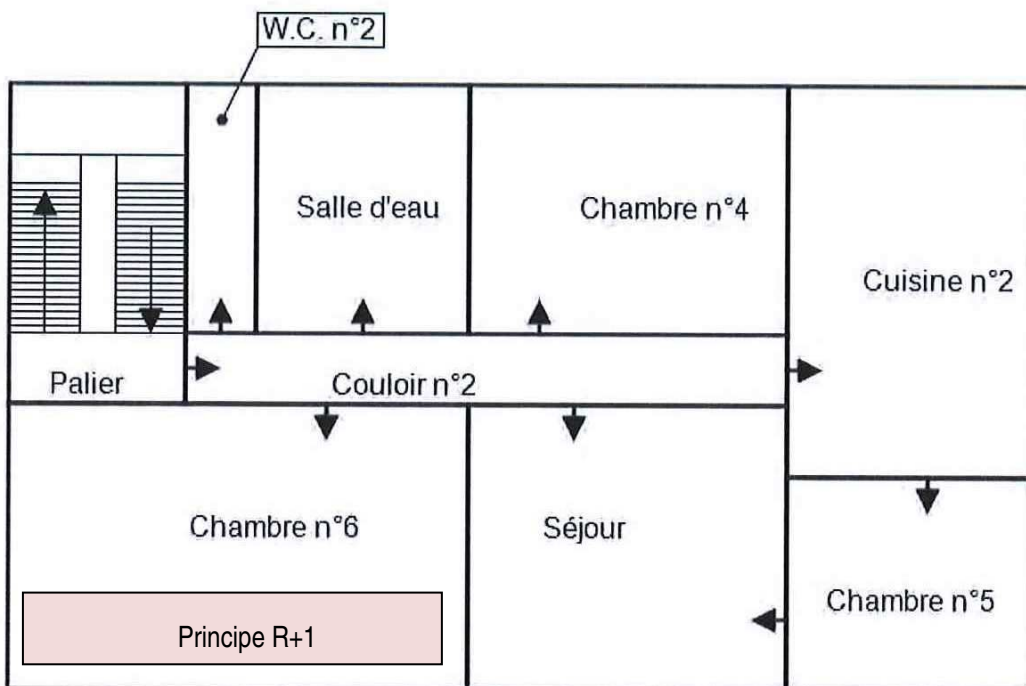 W.C. n°2
Salle d'eau
Chambre n°4
Cuisine n°2
Palier
Couloir n°2
Chambre n°6
Séjour
Chambre n°5
Principe R+1